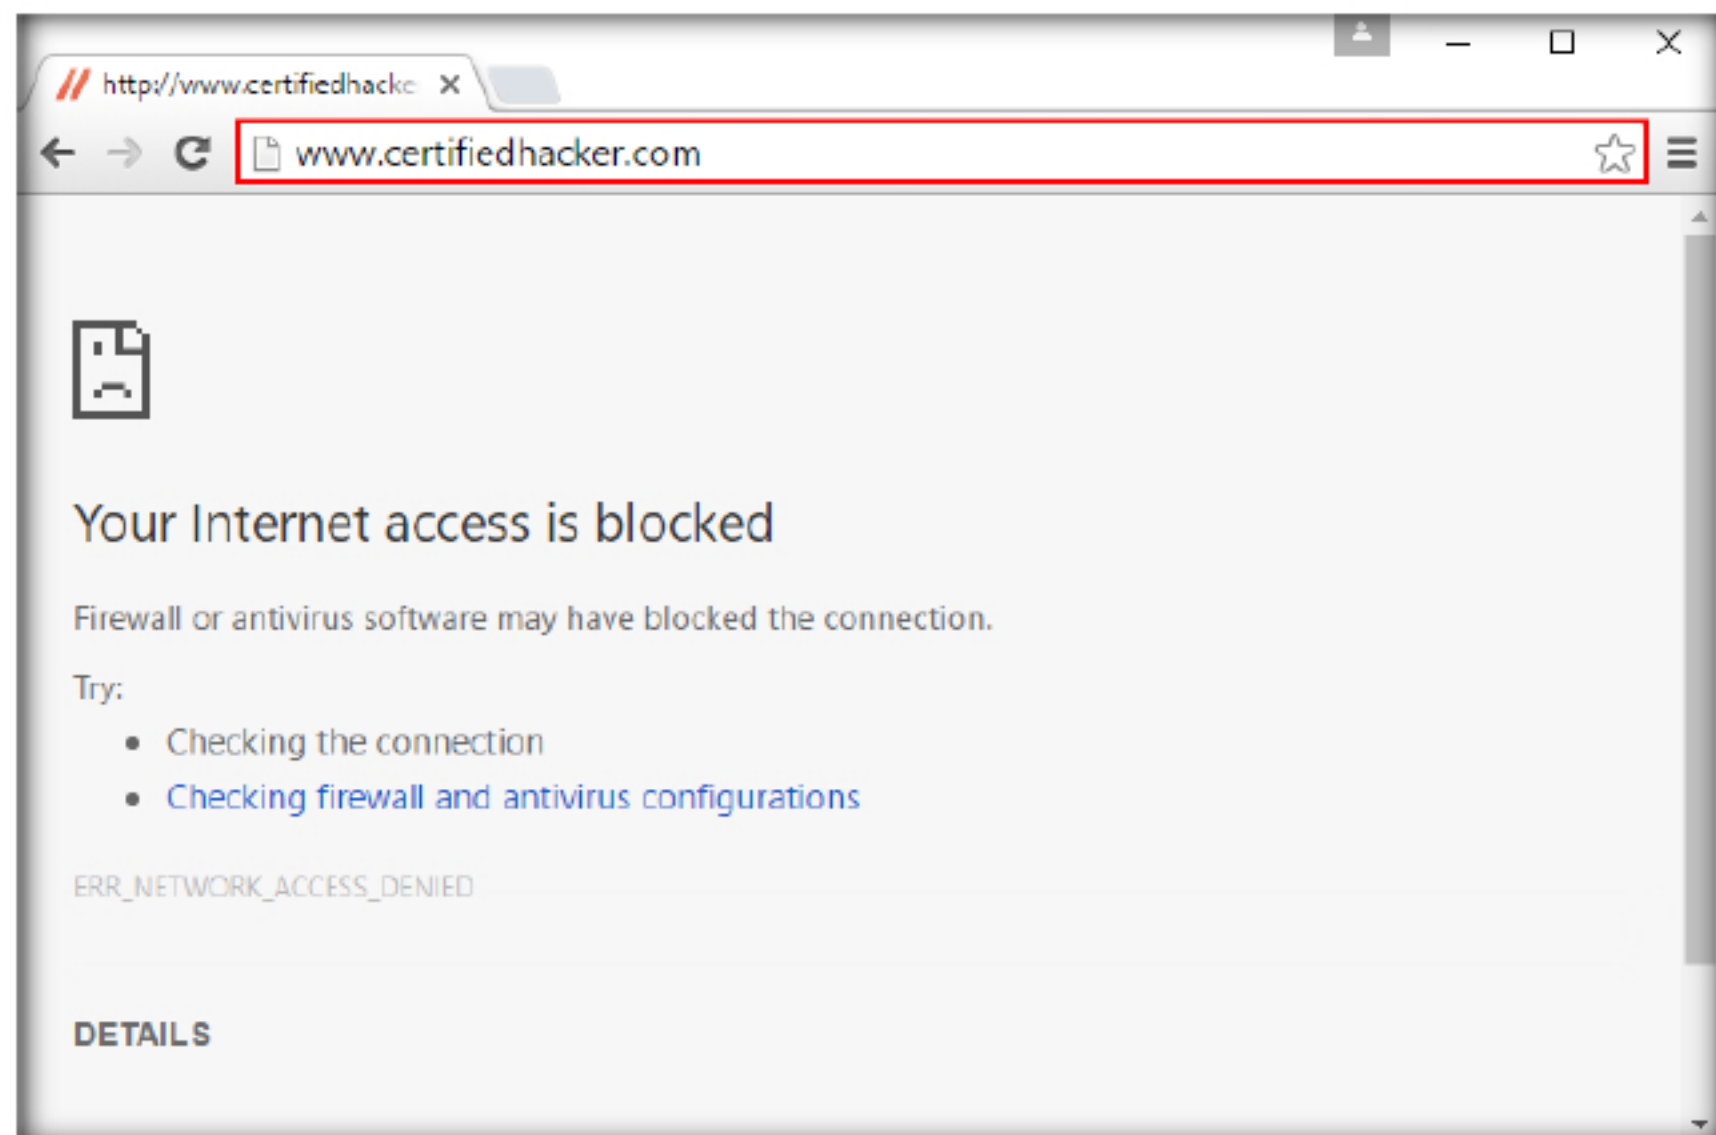 http://www.certifiedhacke
www.certifiedhacker.com
Your Internet access is blocked
Firewall or antivirus software may have blocked the connection.
Try:
Checking the connection
Checking firewall and antivirus configurations
ERR_NETWORK_ACCESS_DENIED
DETAILS